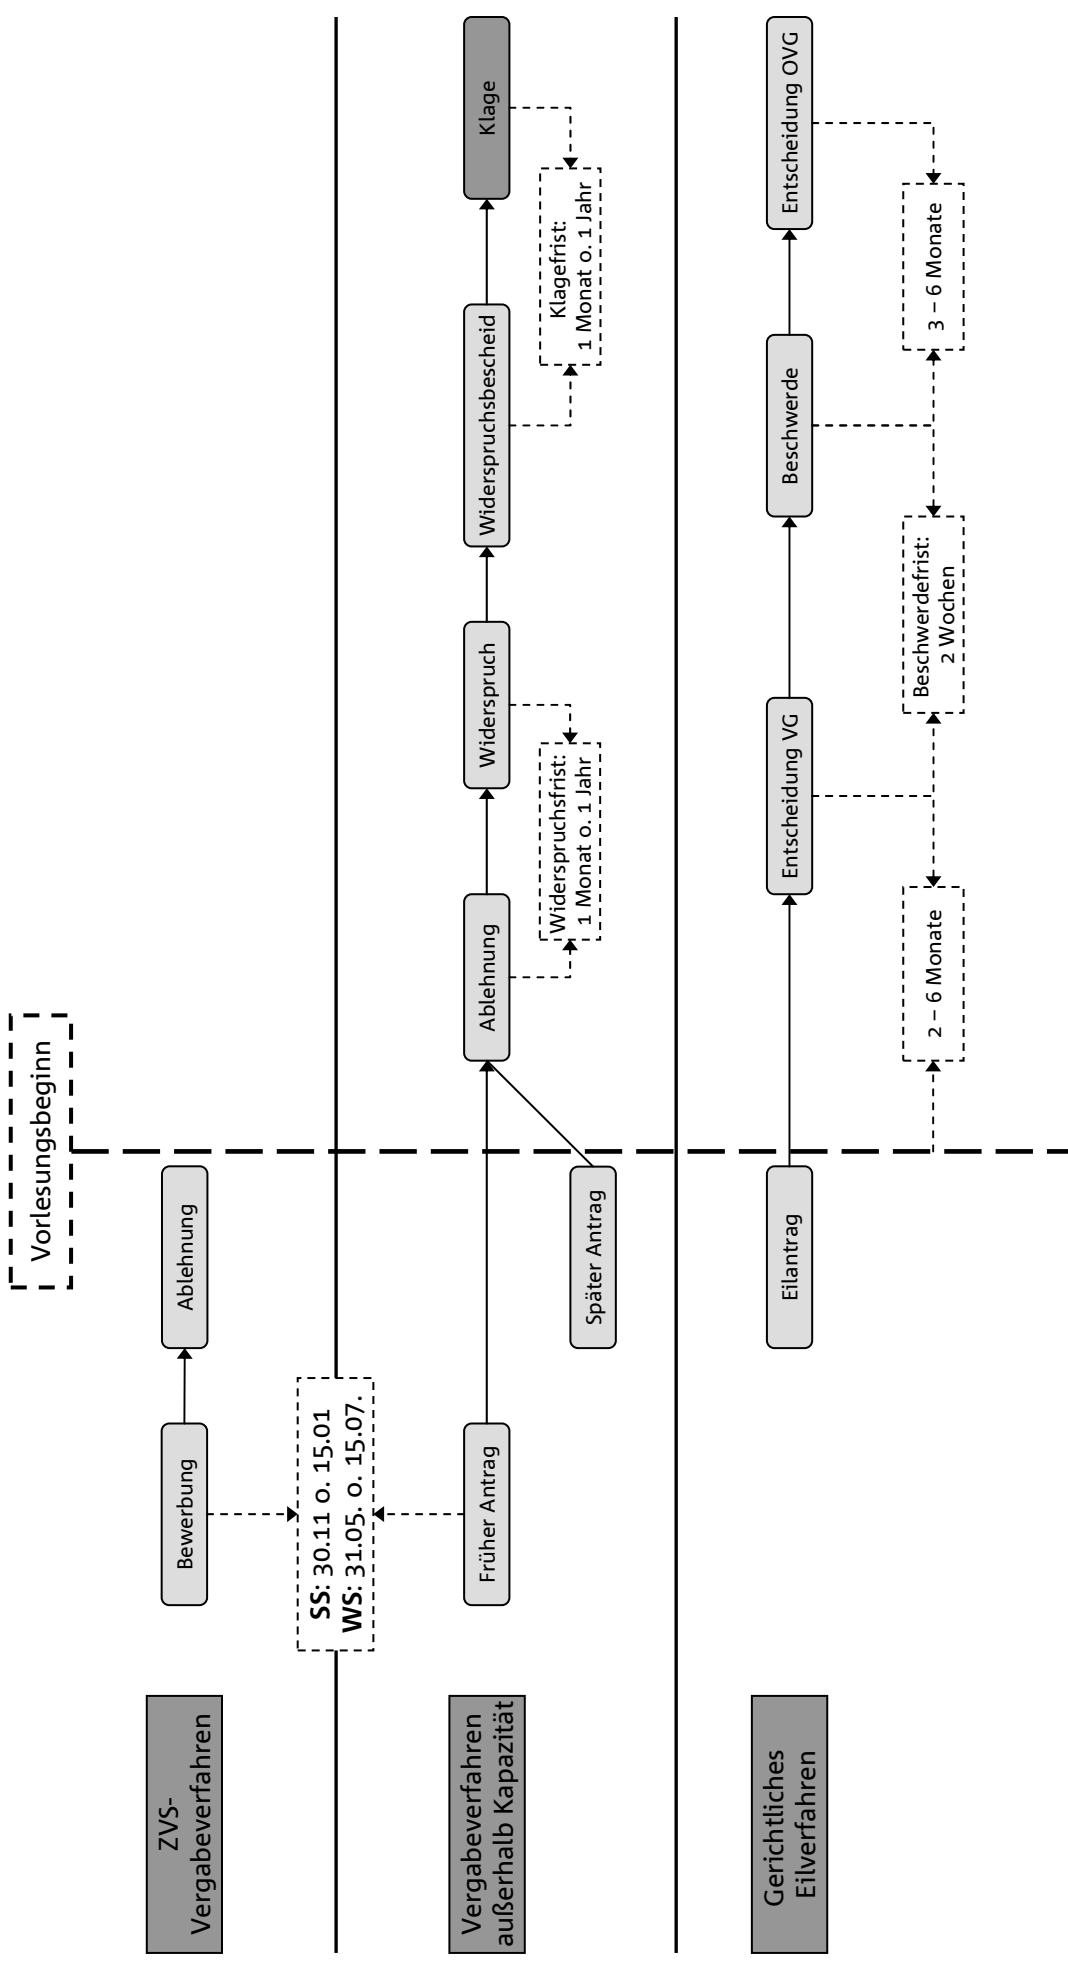 Vorlesungsbeginn
ZVS-
Vergabeverfahren
Bewerbung
Ablehnung
SS: 30.11 o. 15.01
WS: 31.05. o. 15.07.
Vergabeverfahren
außerhalb Kapazität
Früher Antrag
Später Antrag
Ablehnung
Widerspruchsfrist:
1 Monat o. 1 Jahr
Widerspruch
Widerspruchsbescheid
Klagefrist:
1 Monat o. 1 Jahr
Klage
Gerichtliches
Eilverfahren
Eilantrag
2 – 6 Monate
Entscheidung VG
Beschwerdefrist:
2 Wochen
Beschwerde
3 – 6 Monate
Entscheidung OVG